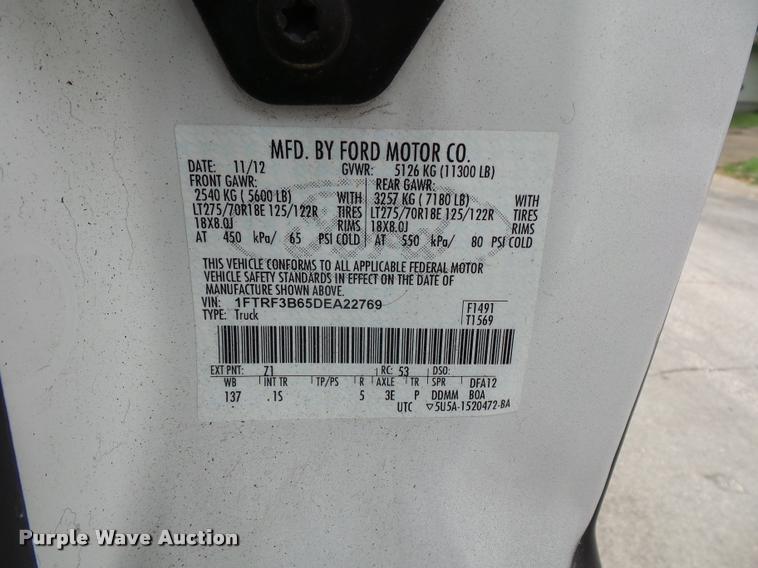 MFD. BY FORD MOTOR CO.
DATE: 11/12 GVWR: 5126 KG (11300 LB)
FRONT GAWR: REAR GAWR:
2540 KG ( 5600 LB) WITH 3257 KG ( 7180 LB) WITH
LT275/70R18E 125/122R TIRES LT275/70R18E 125/122R TIRES
18X8.0J RIMS 18X8.0J RIMS
AT 450 kPa/ 65 PSI COLD AT 550 kPa/ 80 PSI COLD
THIS VEHICLE CONFORMS TO ALL APPLICABLE FEDERAL MOTOR
VEHICLE SAFETY STANDARDS IN EFFECT ON THE DATE OF
MANUFACTURE SHOWN ABOVE.
VIN: 1FTRF3B65DEA22769 F1491
TYPE: Truck T1569
EXT PNT: Z1 RC: 53 DSO:
WB INT TR TP/PS R AXLE TR SPR DFA12
137 .1S 5 3E P DDMM BOA
UTC ▽5U5A-1520472-BA
Purple Wave Auction